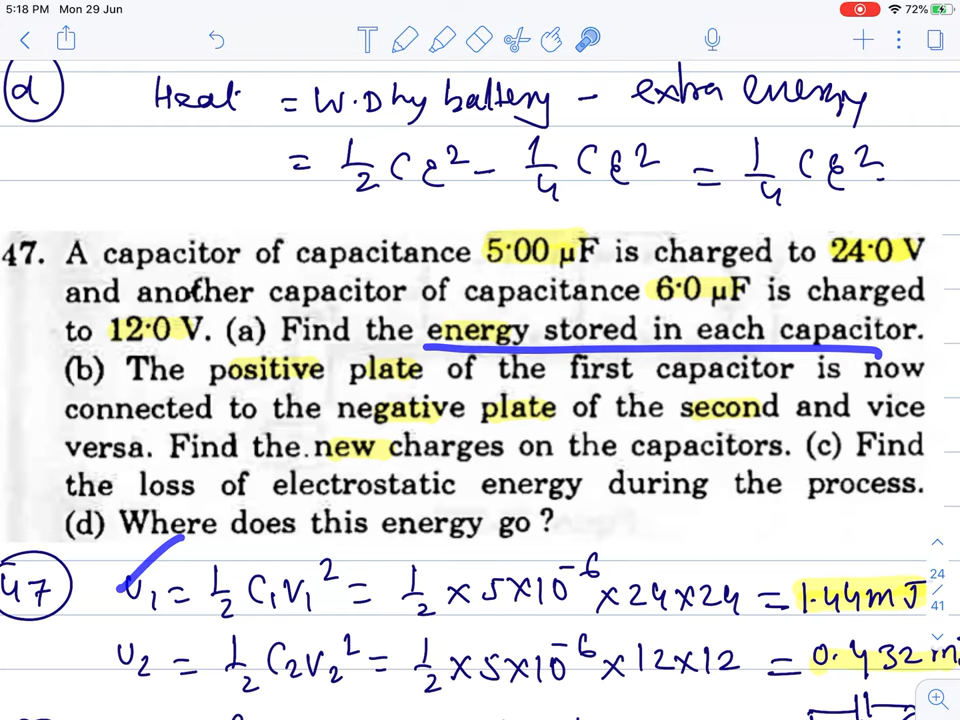 5:18 PM Mon 29 Jun
72%
d Heat = W.D by battery - extra energy
= 1/2 Cε² - 1/4 Cε² = 1/4 Cε².
47. A capacitor of capacitance 5·00 μF is charged to 24·0 V
and another capacitor of capacitance 6·0 μF is charged
to 12·0 V. (a) Find the energy stored in each capacitor.
(b) The positive plate of the first capacitor is now
connected to the negative plate of the second and vice
versa. Find the new charges on the capacitors. (c) Find
the loss of electrostatic energy during the process.
(d) Where does this energy go ?
47 U₁ = 1/2 C₁V₁² = 1/2 × 5×10⁻⁶ × 24×24 = 1.44mJ
24
/
41
U₂ = 1/2 C₂V₂² = 1/2 × 5×10⁻⁶ × 12×12 = 0.432 m